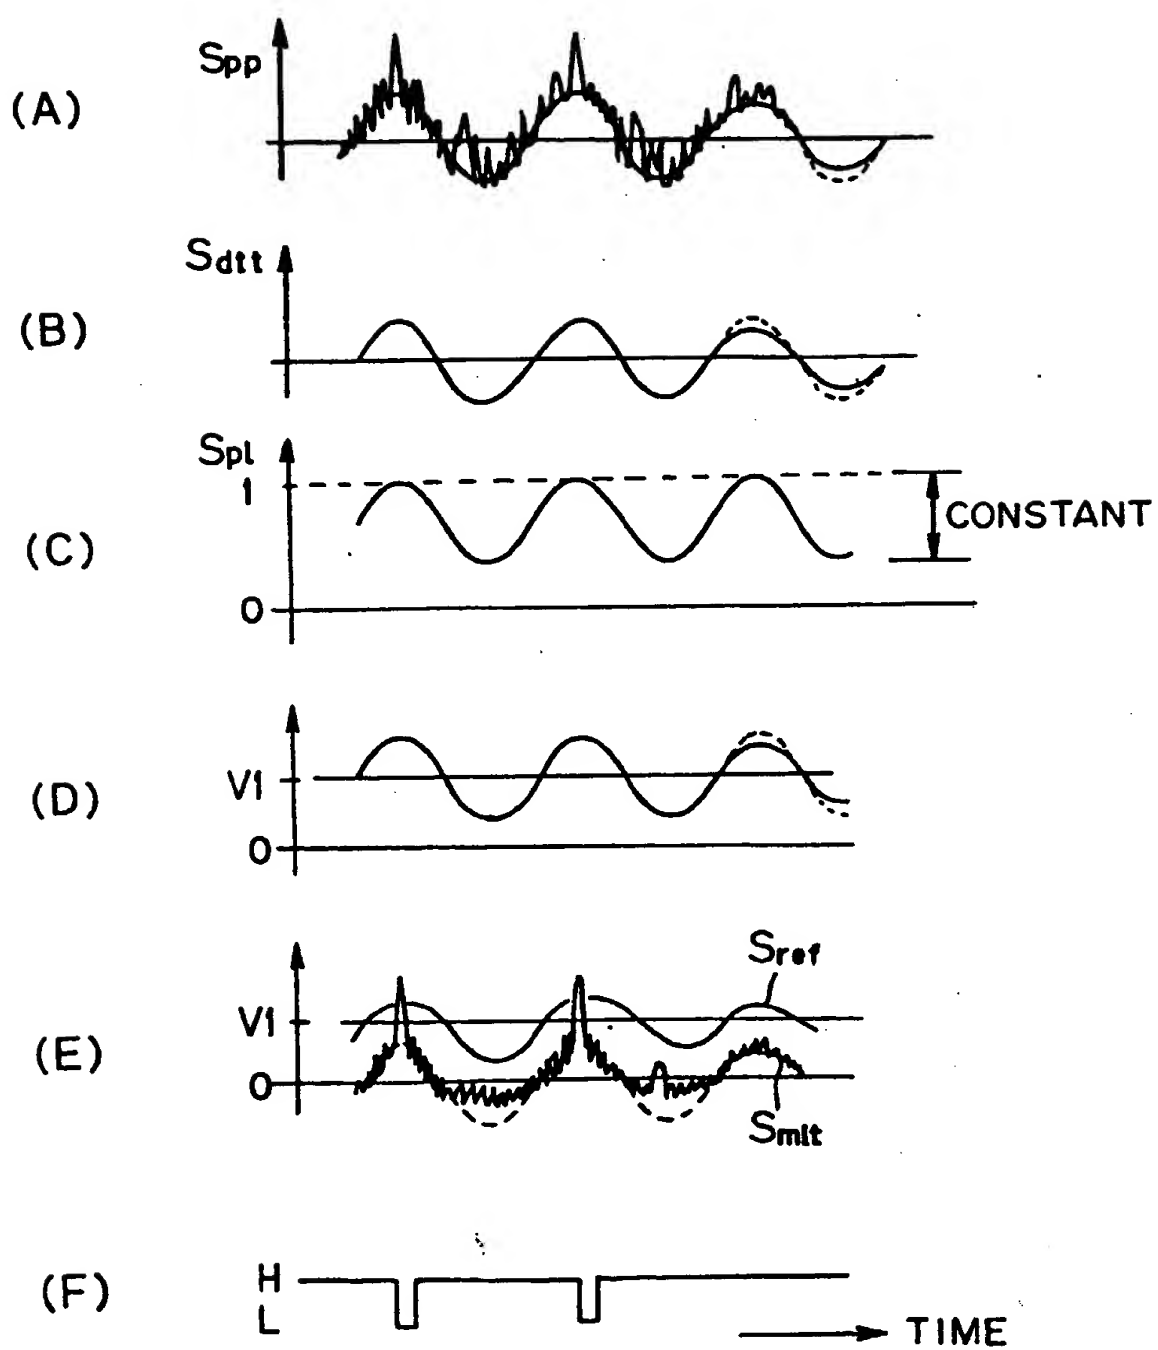 (A)
Spp
(B)
Sdtt
(C)
Spl
1
0
CONSTANT
(D)
V1
0
(E)
V1
0
Sref
Smlt
(F)
H
L
TIME